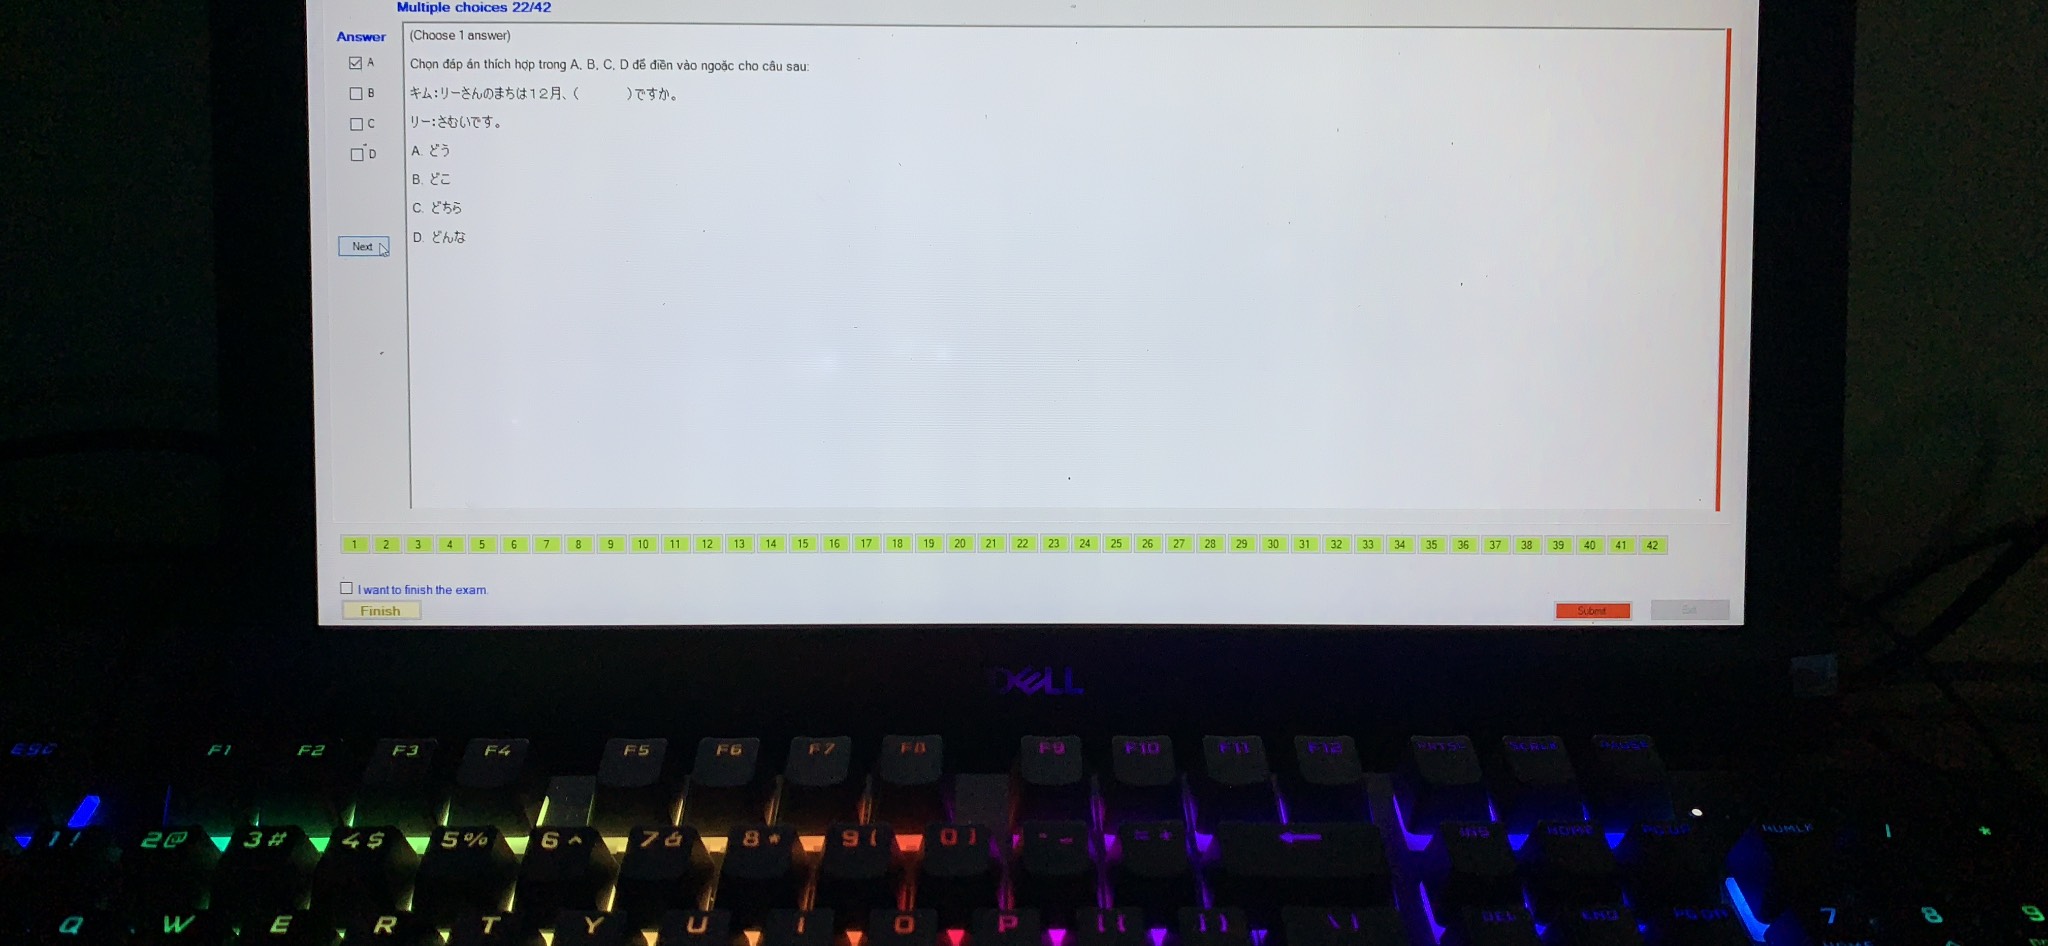 Multiple choices 22/42
Answer
(Choose 1 answer)
A
Chọn đáp án thích hợp trong A, B, C, D để điền vào ngoặc cho câu sau:
B
キム：リーさんのまちは１２月、（　　　）ですか。
C
リー：さむいです。
D
A. どう
B. どこ
C. どちら
D. どんな
Next
1 2 3 4 5 6 7 8 9 10 11 12 13 14 15 16 17 18 19 20 21 22 23 24 25 26 27 28 29 30 31 32 33 34 35 36 37 38 39 40 41 42
I want to finish the exam.
Finish
Submit
DELL
ESC F1 F2 F3 F4 F5 F6 F7 F8 F9 F10 F11 F12 PRTSC SCRLK PAUSE
1! 2@ 3# 4$ 5% 6^ 7& 8* 9( 0) -_ =+ INS HOME PGUP NUMLK / *
Q W E R T Y U I O P [{ ]} \| DEL END PGDN 7 8 9
HOME